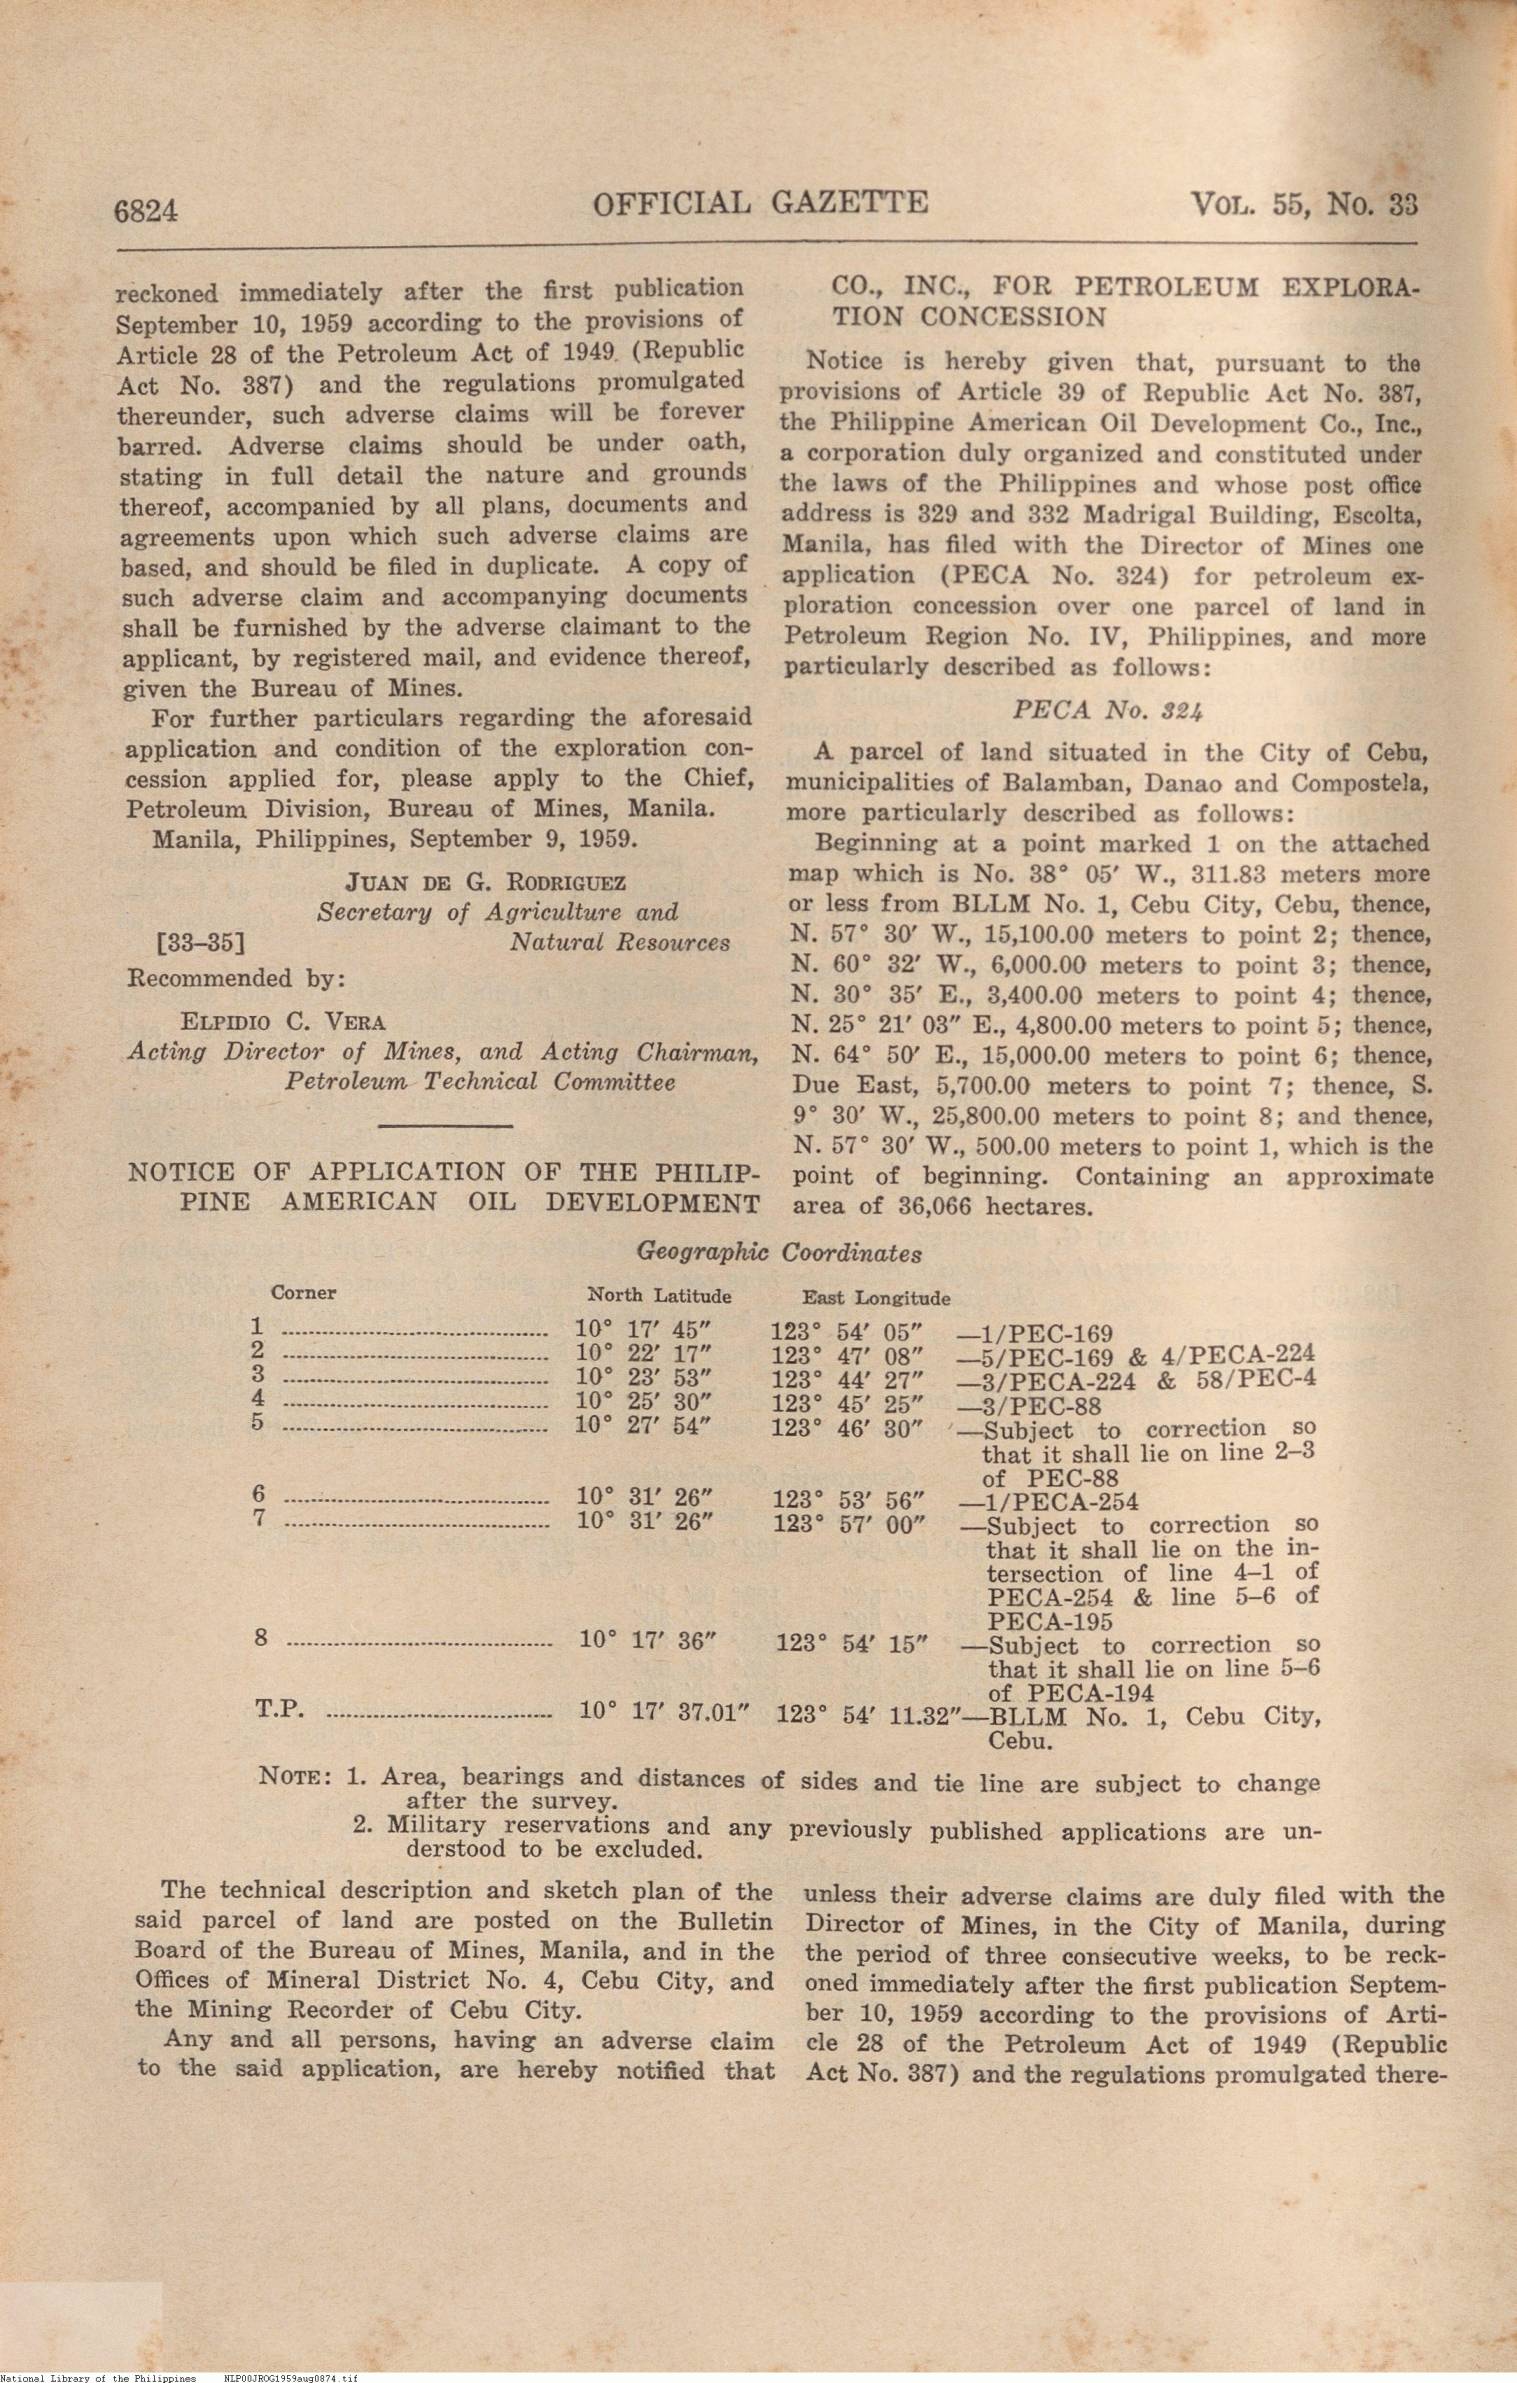 6824
OFFICIAL GAZETTE
VOL. 55, No. 33
reckoned immediately after the first publication
September 10, 1959 according to the provisions of
Article 28 of the Petroleum Act of 1949 (Republic
Act No. 387) and the regulations promulgated
thereunder, such adverse claims will be forever
barred. Adverse claims should be under oath,
stating in full detail the nature and grounds
thereof, accompanied by all plans, documents and
agreements upon which such adverse claims are
based, and should be filed in duplicate. A copy of
such adverse claim and accompanying documents
shall be furnished by the adverse claimant to the
applicant, by registered mail, and evidence thereof,
given the Bureau of Mines.
For further particulars regarding the aforesaid
application and condition of the exploration con-
cession applied for, please apply to the Chief,
Petroleum Division, Bureau of Mines, Manila.
Manila, Philippines, September 9, 1959.
JUAN DE G. RODRIGUEZ
Secretary of Agriculture and
[33–35] Natural Resources
Recommended by:
ELPIDIO C. VERA
Acting Director of Mines, and Acting Chairman,
Petroleum Technical Committee
NOTICE OF APPLICATION OF THE PHILIP-
PINE AMERICAN OIL DEVELOPMENT
CO., INC., FOR PETROLEUM EXPLORA-
TION CONCESSION
Notice is hereby given that, pursuant to the
provisions of Article 39 of Republic Act No. 387,
the Philippine American Oil Development Co., Inc.,
a corporation duly organized and constituted under
the laws of the Philippines and whose post office
address is 329 and 332 Madrigal Building, Escolta,
Manila, has filed with the Director of Mines one
application (PECA No. 324) for petroleum ex-
ploration concession over one parcel of land in
Petroleum Region No. IV, Philippines, and more
particularly described as follows:
PECA No. 324
A parcel of land situated in the City of Cebu,
municipalities of Balamban, Danao and Compostela,
more particularly described as follows:
Beginning at a point marked 1 on the attached
map which is No. 38° 05′ W., 311.83 meters more
or less from BLLM No. 1, Cebu City, Cebu, thence,
N. 57° 30′ W., 15,100.00 meters to point 2; thence,
N. 60° 32′ W., 6,000.00 meters to point 3; thence,
N. 30° 35′ E., 3,400.00 meters to point 4; thence,
N. 25° 21′ 03″ E., 4,800.00 meters to point 5; thence,
N. 64° 50′ E., 15,000.00 meters to point 6; thence,
Due East, 5,700.00 meters to point 7; thence, S.
9° 30′ W., 25,800.00 meters to point 8; and thence,
N. 57° 30′ W., 500.00 meters to point 1, which is the
point of beginning. Containing an approximate
area of 36,066 hectares.
Geographic Coordinates
Corner North Latitude East Longitude
1 ........ 10° 17′ 45″ 123° 54′ 05″ —1/PEC-169
2 ........ 10° 22′ 17″ 123° 47′ 08″ —5/PEC-169 & 4/PECA-224
3 ........ 10° 23′ 53″ 123° 44′ 27″ —3/PECA-224 & 58/PEC-4
4 ........ 10° 25′ 30″ 123° 45′ 25″ —3/PEC-88
5 ........ 10° 27′ 54″ 123° 46′ 30″ —Subject to correction so
that it shall lie on line 2–3
of PEC-88
6 ........ 10° 31′ 26″ 123° 53′ 56″ —1/PECA-254
7 ........ 10° 31′ 26″ 123° 57′ 00″ —Subject to correction so
that it shall lie on the in-
tersection of line 4–1 of
PECA-254 & line 5–6 of
PECA-195
8 ........ 10° 17′ 36″ 123° 54′ 15″ —Subject to correction so
that it shall lie on line 5–6
of PECA-194
T.P. ........ 10° 17′ 37.01″ 123° 54′ 11.32″—BLLM No. 1, Cebu City,
Cebu.
NOTE: 1. Area, bearings and distances of sides and tie line are subject to change
after the survey.
2. Military reservations and any previously published applications are un-
derstood to be excluded.
The technical description and sketch plan of the
said parcel of land are posted on the Bulletin
Board of the Bureau of Mines, Manila, and in the
Offices of Mineral District No. 4, Cebu City, and
the Mining Recorder of Cebu City.
Any and all persons, having an adverse claim
to the said application, are hereby notified that
unless their adverse claims are duly filed with the
Director of Mines, in the City of Manila, during
the period of three consecutive weeks, to be reck-
oned immediately after the first publication Septem-
ber 10, 1959 according to the provisions of Arti-
cle 28 of the Petroleum Act of 1949 (Republic
Act No. 387) and the regulations promulgated there-
National Library of the Philippines NLP00JROG1959aug0874.tif